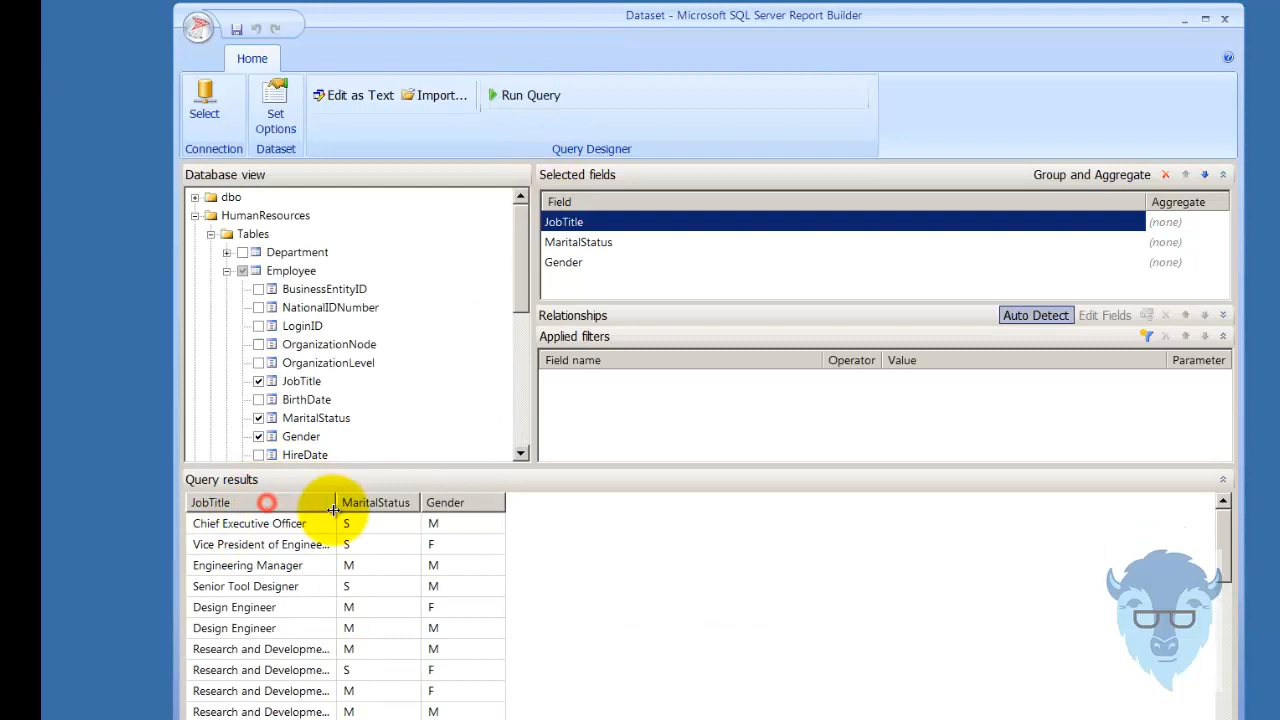 Dataset - Microsoft SQL Server Report Builder
Home
Edit as Text Import... Run Query
Select Set Options
Connection Dataset Query Designer
Database view
dbo
HumanResources
Tables
Department
Employee
BusinessEntityID
NationalIDNumber
LoginID
OrganizationNode
OrganizationLevel
JobTitle
BirthDate
MaritalStatus
Gender
HireDate
Selected fields Group and Aggregate
Field Aggregate
JobTitle (none)
MaritalStatus (none)
Gender (none)
Relationships Auto Detect Edit Fields
Applied filters
Field name Operator Value Parameter
Query results
JobTitle MaritalStatus Gender
Chief Executive Officer S M
Vice President of Enginee... S F
Engineering Manager M M
Senior Tool Designer S M
Design Engineer M F
Design Engineer M M
Research and Developme... M M
Research and Developme... S F
Research and Developme... M F
Research and Developme... M M